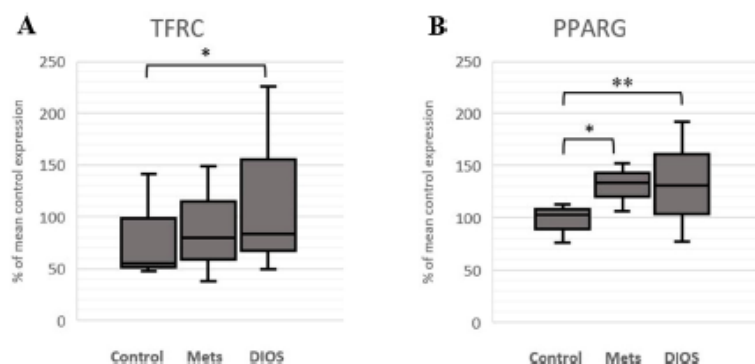 A
TFRC
% of mean control expression
250
200
150
100
50
0
*
Control Mets DIOS
B
PPARG
% of mean control expression
250
200
150
100
50
0
**
*
Control Mets DIOS